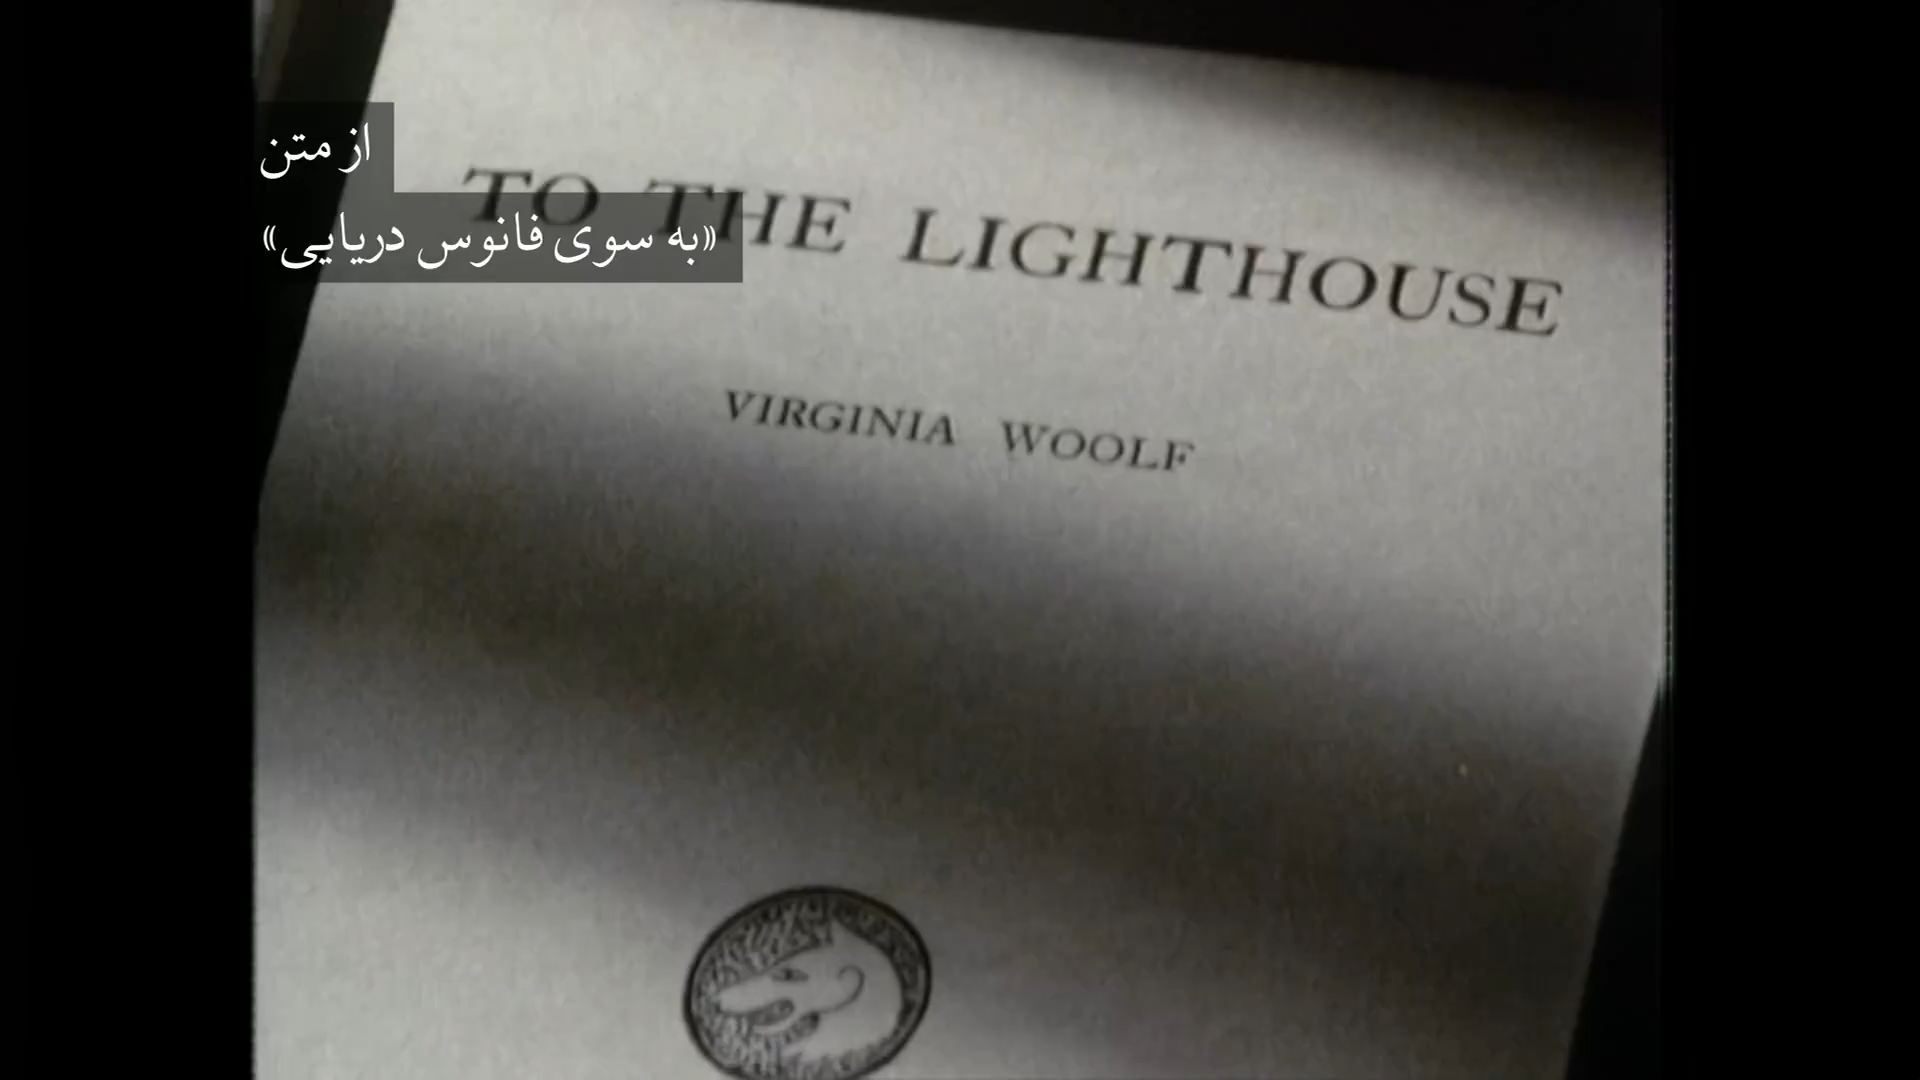 از متن
«به سوی فانوس دریایی»
TO THE LIGHTHOUSE
VIRGINIA WOOLF